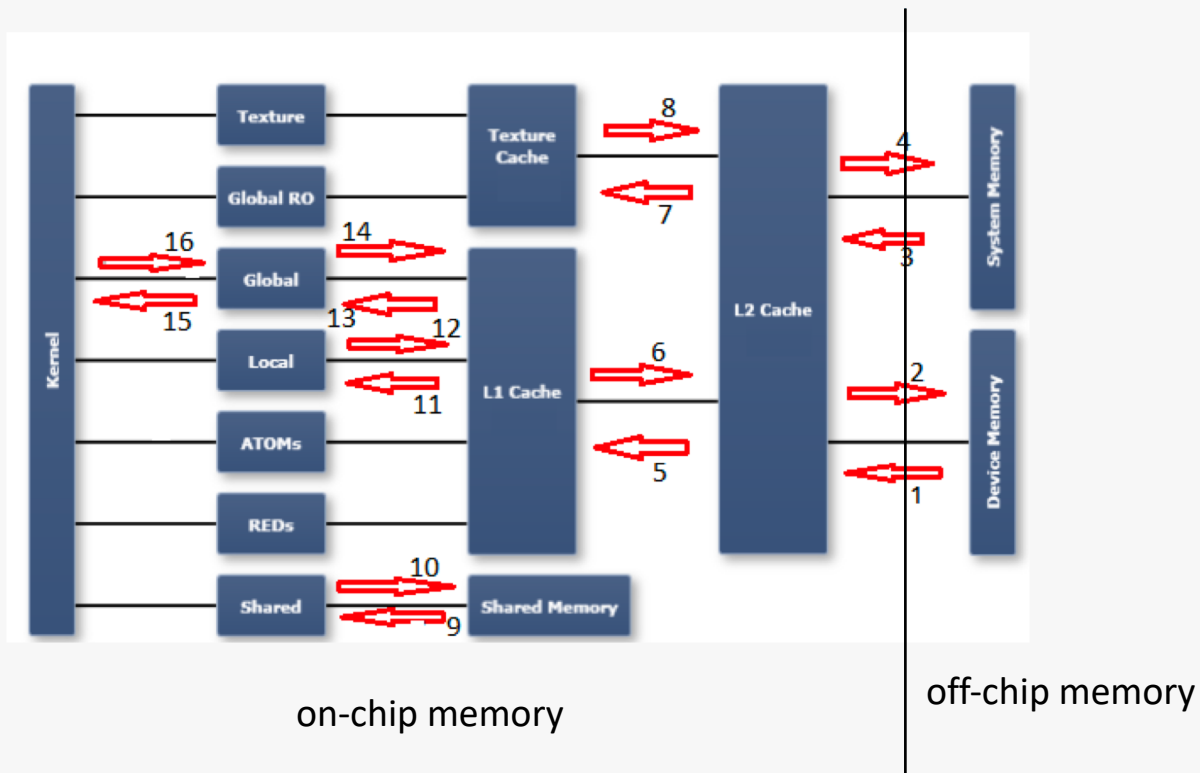 Texture
Texture
Cache
8
4
System Memory
Global RO
7
3
16
14
Global
15
13
12
Kernel
Local
L1 Cache
L2 Cache
6
2
11
ATOMs
5
1
Device Memory
REDs
10
Shared
Shared Memory
9
on-chip memory
off-chip memory